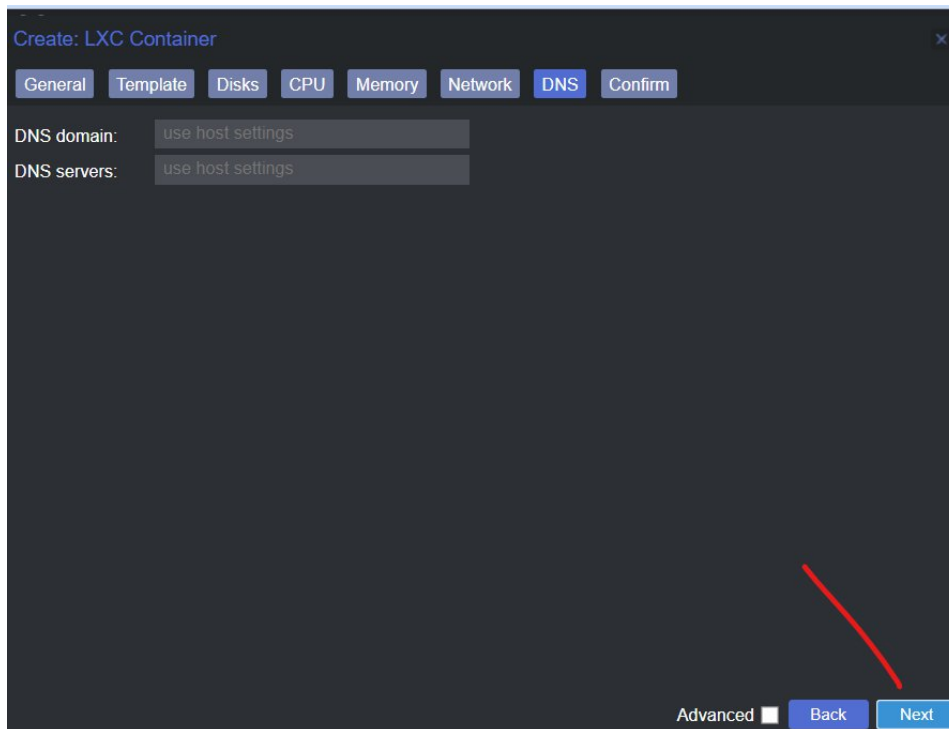 Create: LXC Container
General Template Disks CPU Memory Network DNS Confirm
DNS domain: use host settings
DNS servers: use host settings
Advanced Back Next